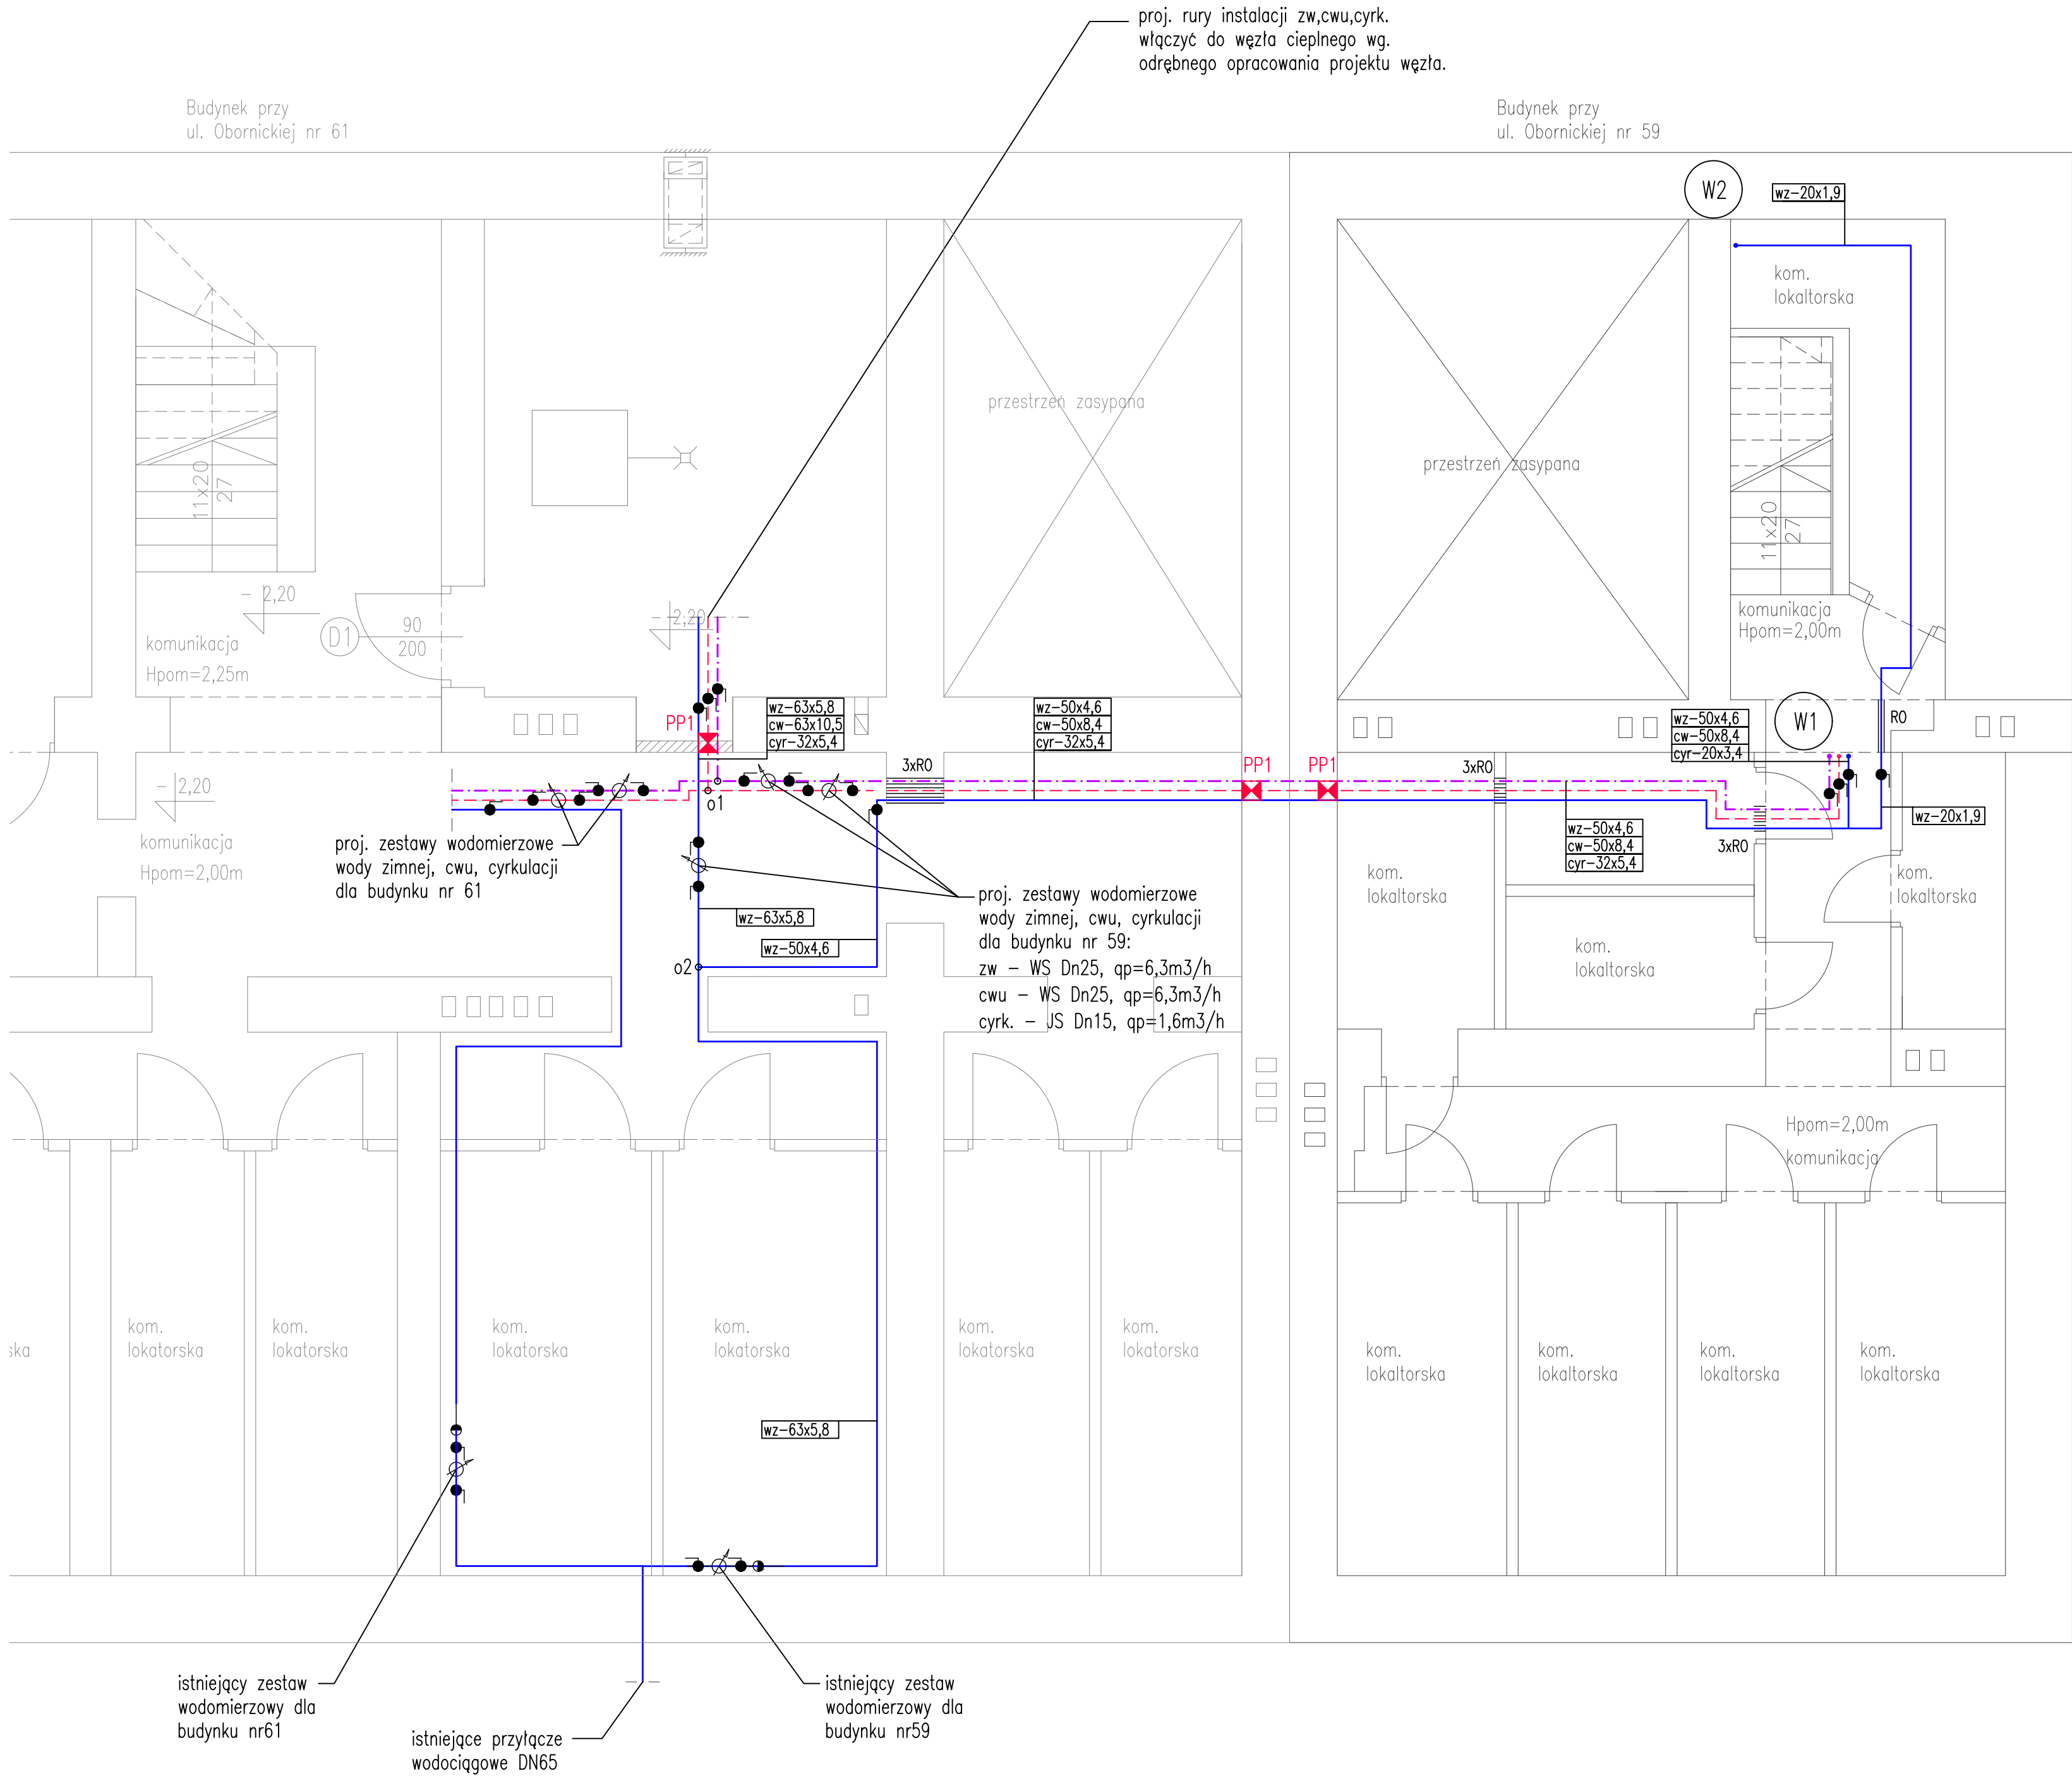 proj. rury instalacji zw,cwu,cyrk.
włączyć do węzła cieplnego wg.
odrębnego opracowania projektu węzła.
Budynek przy
ul. Obornickiej nr 61
Budynek przy
ul. Obornickiej nr 59
W2
wz-20x1,9
kom.
lokaltorska
przestrzeń zasypana
przestrzeń zasypana
11x20
27
11x20
27
- 2,20
- 2,20
D1
90
200
komunikacja
Hpom=2,25m
komunikacja
Hpom=2,00m
PP1
wz-63x5,8
cw-63x10,5
cyr-32x5,4
wz-50x4,6
cw-50x8,4
cyr-32x5,4
wz-50x4,6
cw-50x8,4
cyr-20x3,4
W1
RO
3xRO
PP1
PP1
3xRO
- 2,20
o1
komunikacja
Hpom=2,00m
proj. zestawy wodomierzowe
wody zimnej, cwu, cyrkulacji
dla budynku nr 61
wz-50x4,6
cw-50x8,4
cyr-32x5,4
3xRO
wz-20x1,9
kom.
lokaltorska
kom.
lokaltorska
kom.
lokaltorska
wz-63x5,8
wz-50x4,6
o2
proj. zestawy wodomierzowe
wody zimnej, cwu, cyrkulacji
dla budynku nr 59:
zw - WS Dn25, qp=6,3m3/h
cwu - WS Dn25, qp=6,3m3/h
cyrk. - JS Dn15, qp=1,6m3/h
Hpom=2,00m
komunikacja
ska
kom.
lokatorska
kom.
lokatorska
kom.
lokatorska
kom.
lokatorska
kom.
lokatorska
kom.
lokatorska
kom.
lokaltorska
kom.
lokaltorska
kom.
lokaltorska
kom.
lokaltorska
wz-63x5,8
istniejący zestaw
wodomierzowy dla
budynku nr61
istniejące przyłącze
wodociągowe DN65
istniejący zestaw
wodomierzowy dla
budynku nr59